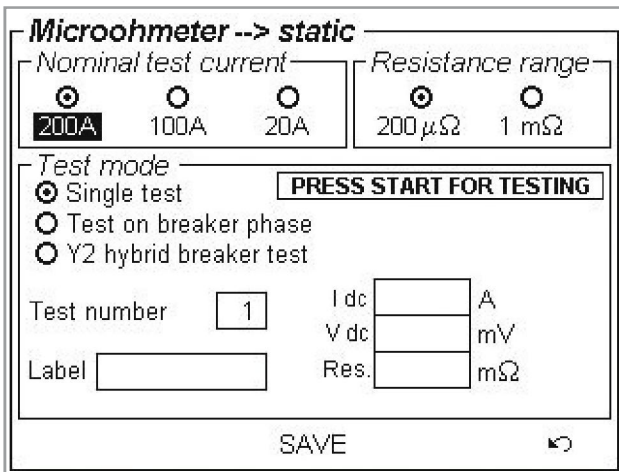 Microohmeter --> static
Nominal test current
Resistance range
200A 100A 20A
200 μΩ 1 mΩ
Test mode
Single test
PRESS START FOR TESTING
Test on breaker phase
Y2 hybrid breaker test
Test number 1
I dc A
V dc mV
Label
Res. mΩ
SAVE